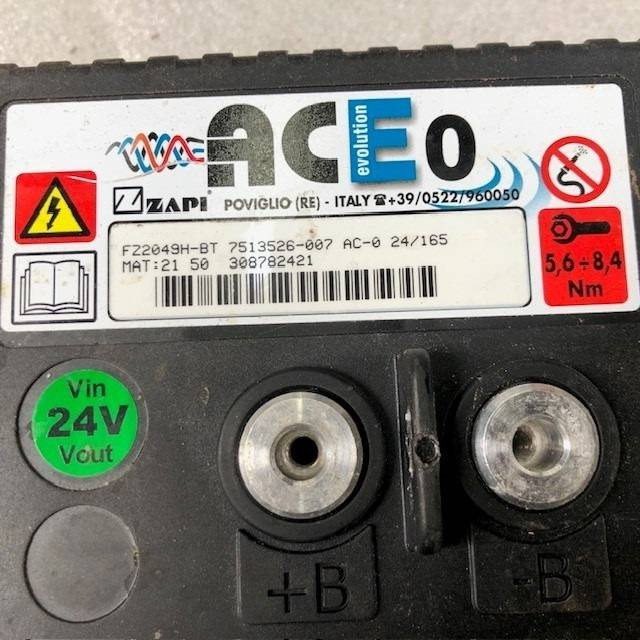 ACE0
evolution
ZAPI POVIGLIO (RE) - ITALY ☎+39/0522/960050
FZ2049H-BT 7513526-007 AC-0 24/165
MAT:21 50 308782421
5,6÷8,4
Nm
Vin
24V
Vout
+B
-B